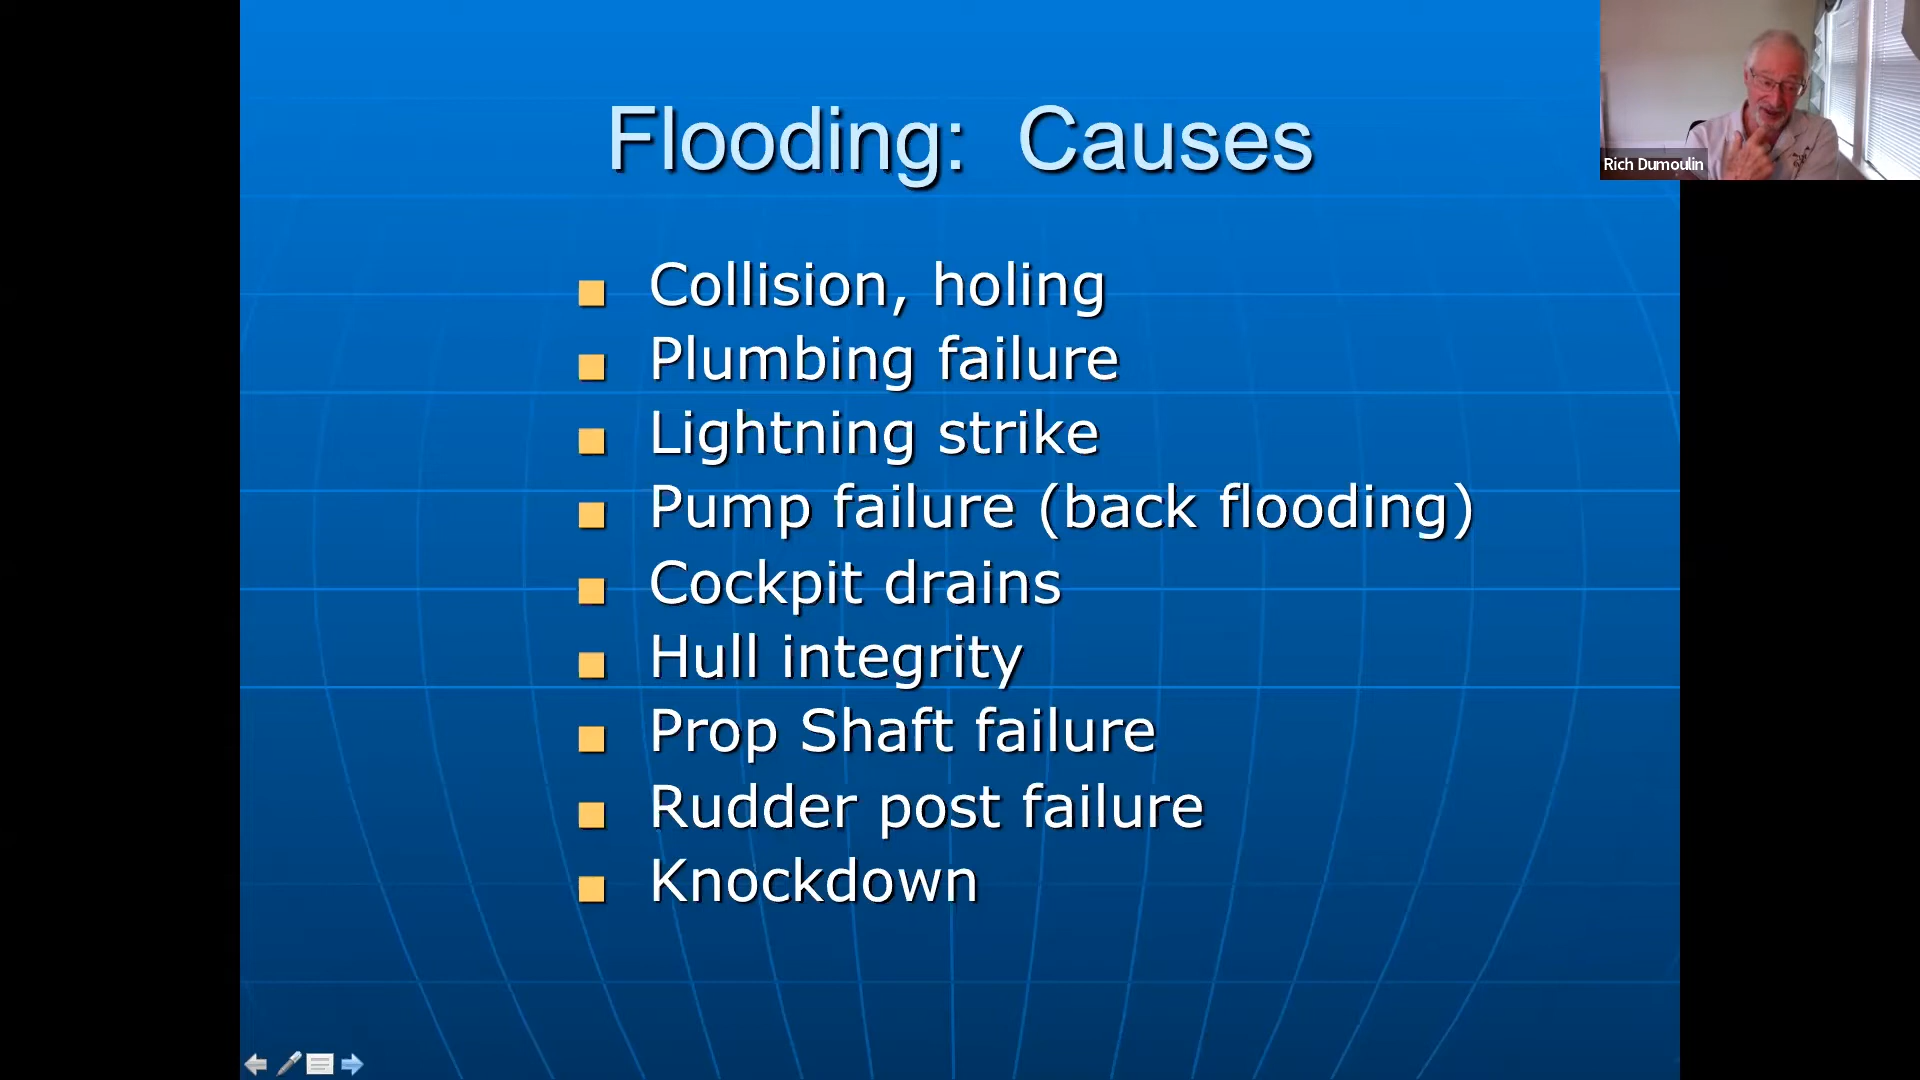 Flooding: Causes
Rich Dumoulin
Collision, holing
Plumbing failure
Lightning strike
Pump failure (back flooding)
Cockpit drains
Hull integrity
Prop Shaft failure
Rudder post failure
Knockdown